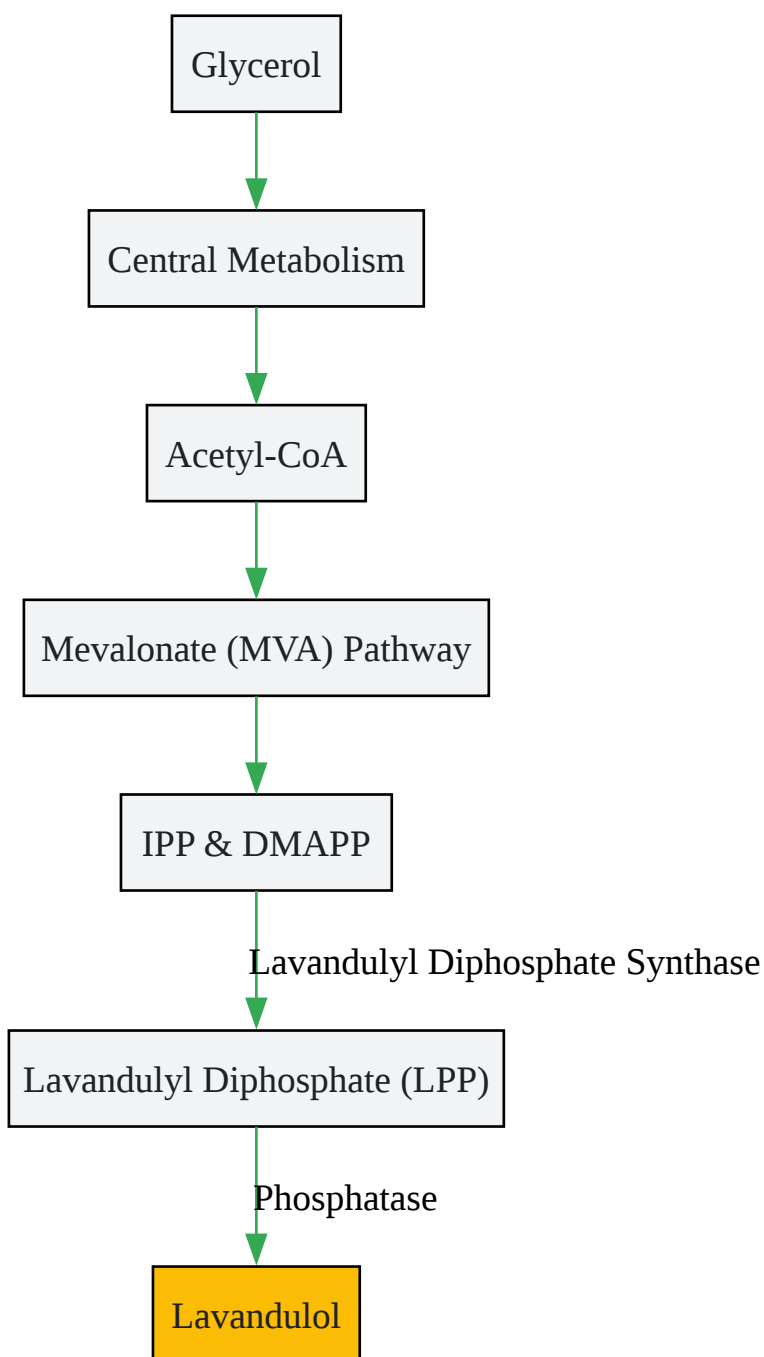 Glycerol
Central Metabolism
Acetyl-CoA
Mevalonate (MVA) Pathway
IPP & DMAPP
Lavandulyl Diphosphate Synthase
Lavandulyl Diphosphate (LPP)
Phosphatase
Lavandulol